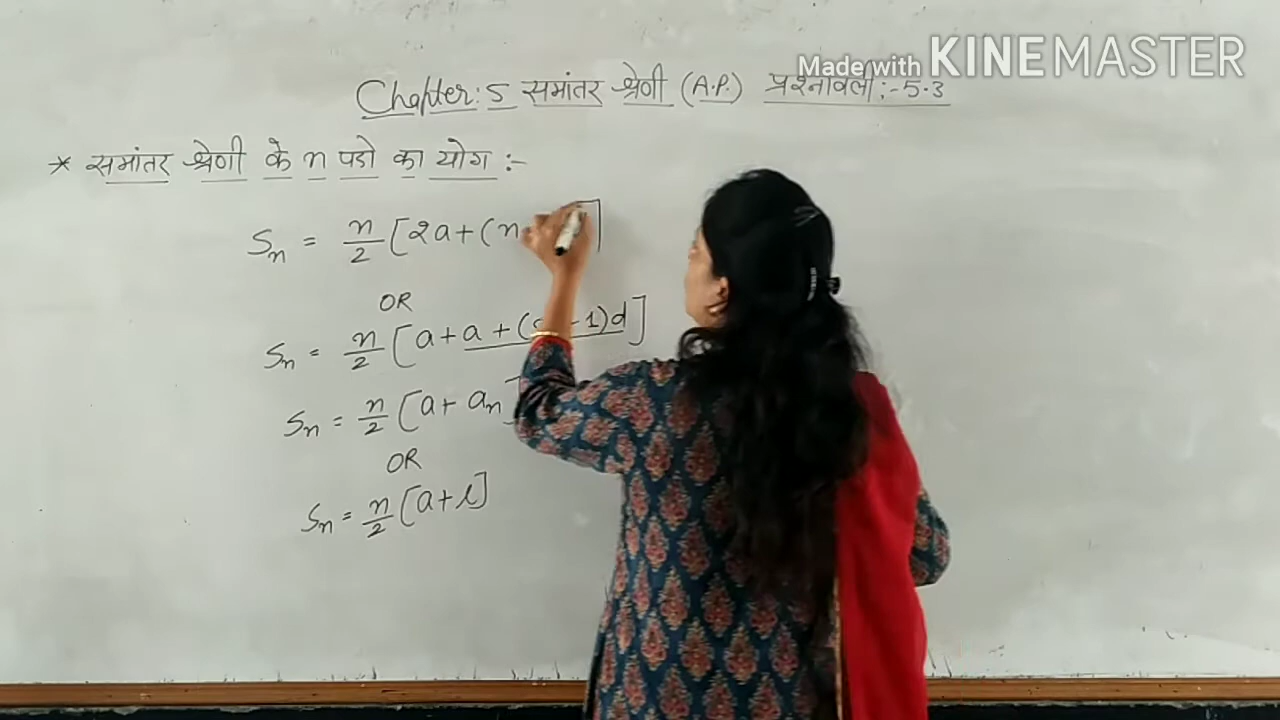 Made with KINEMASTER
Chapter: 5 समांतर श्रेणी (A.P.) प्रश्नावली:-5.3
* समांतर श्रेणी के n पदो का योग :-
Sn = n/2 [2a+(n ]
OR
Sn = n/2 [a+a+( -1)d]
Sn = n/2 [a+an]
OR
Sn = n/2 [a+l]